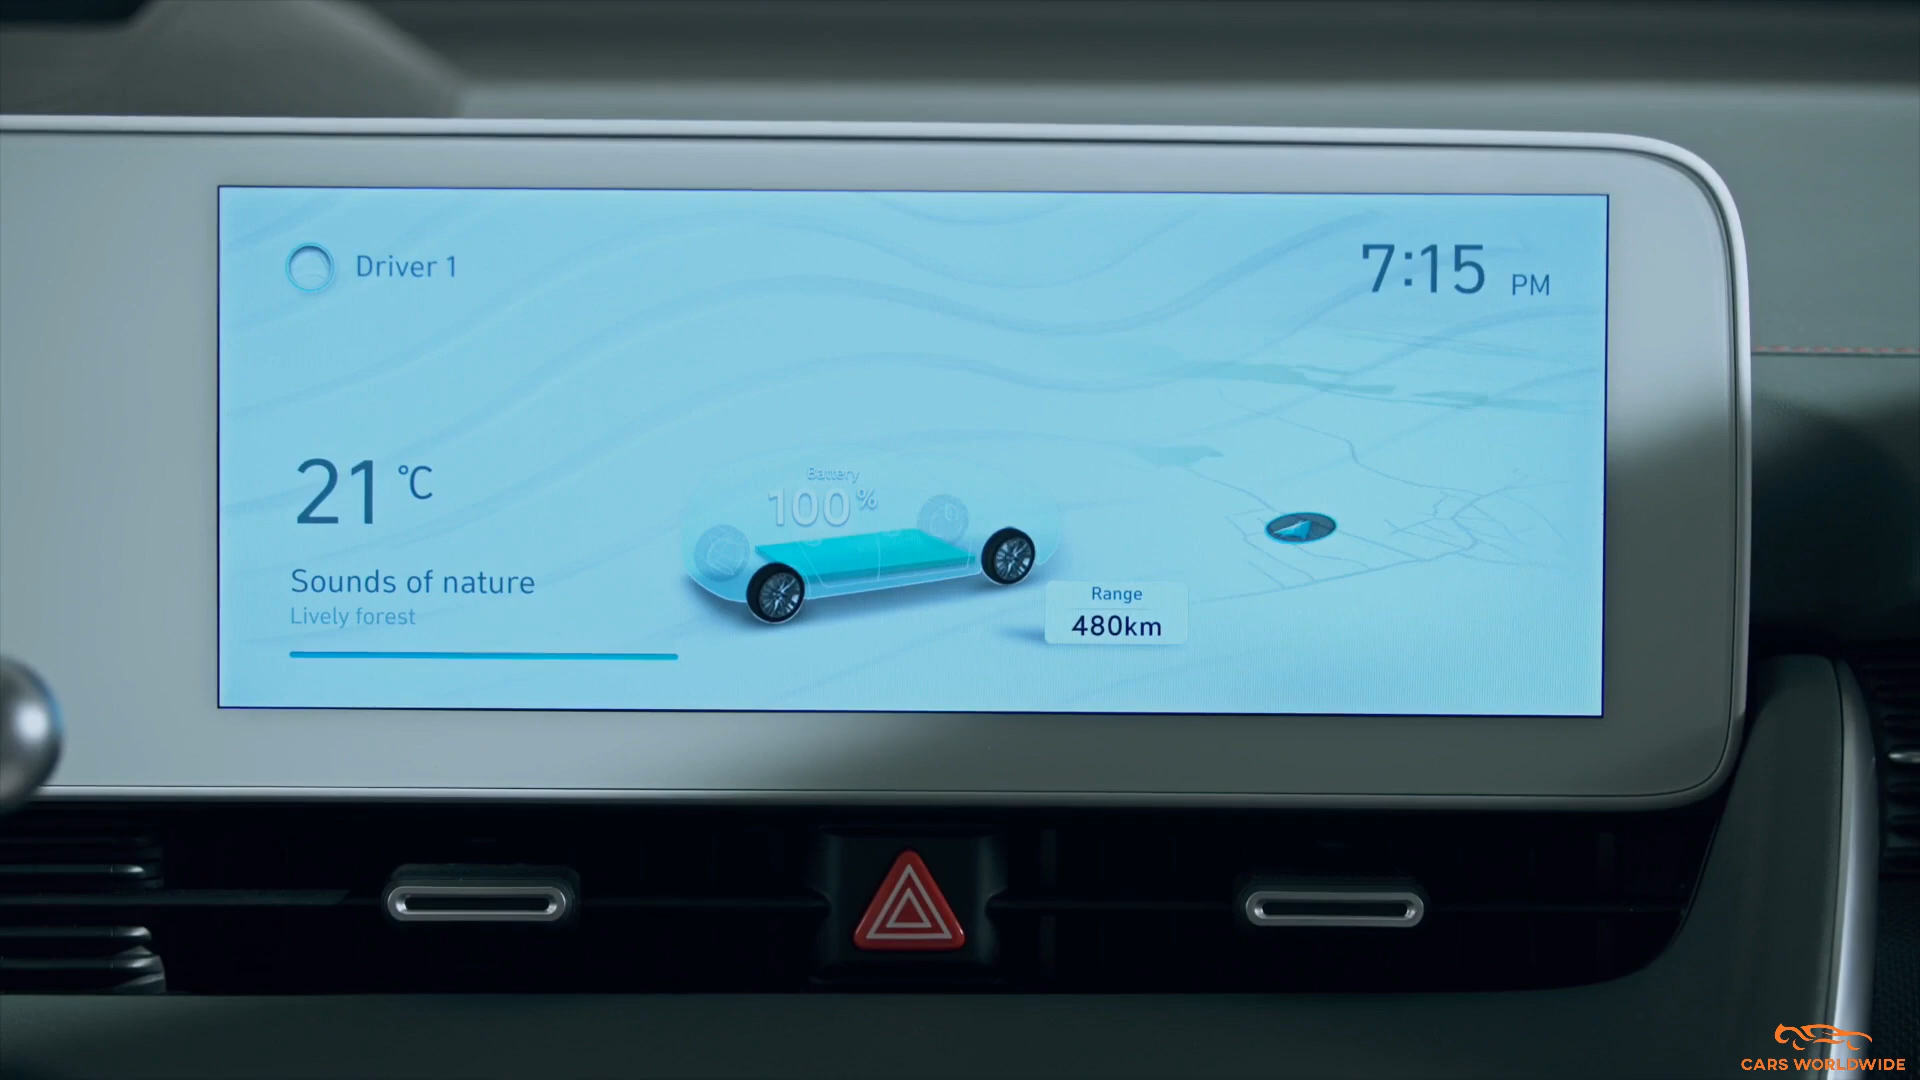 Driver 1
7:15 PM
21 °C
Battery
100%
Sounds of nature
Lively forest
Range
480km
CARS WORLDWIDE